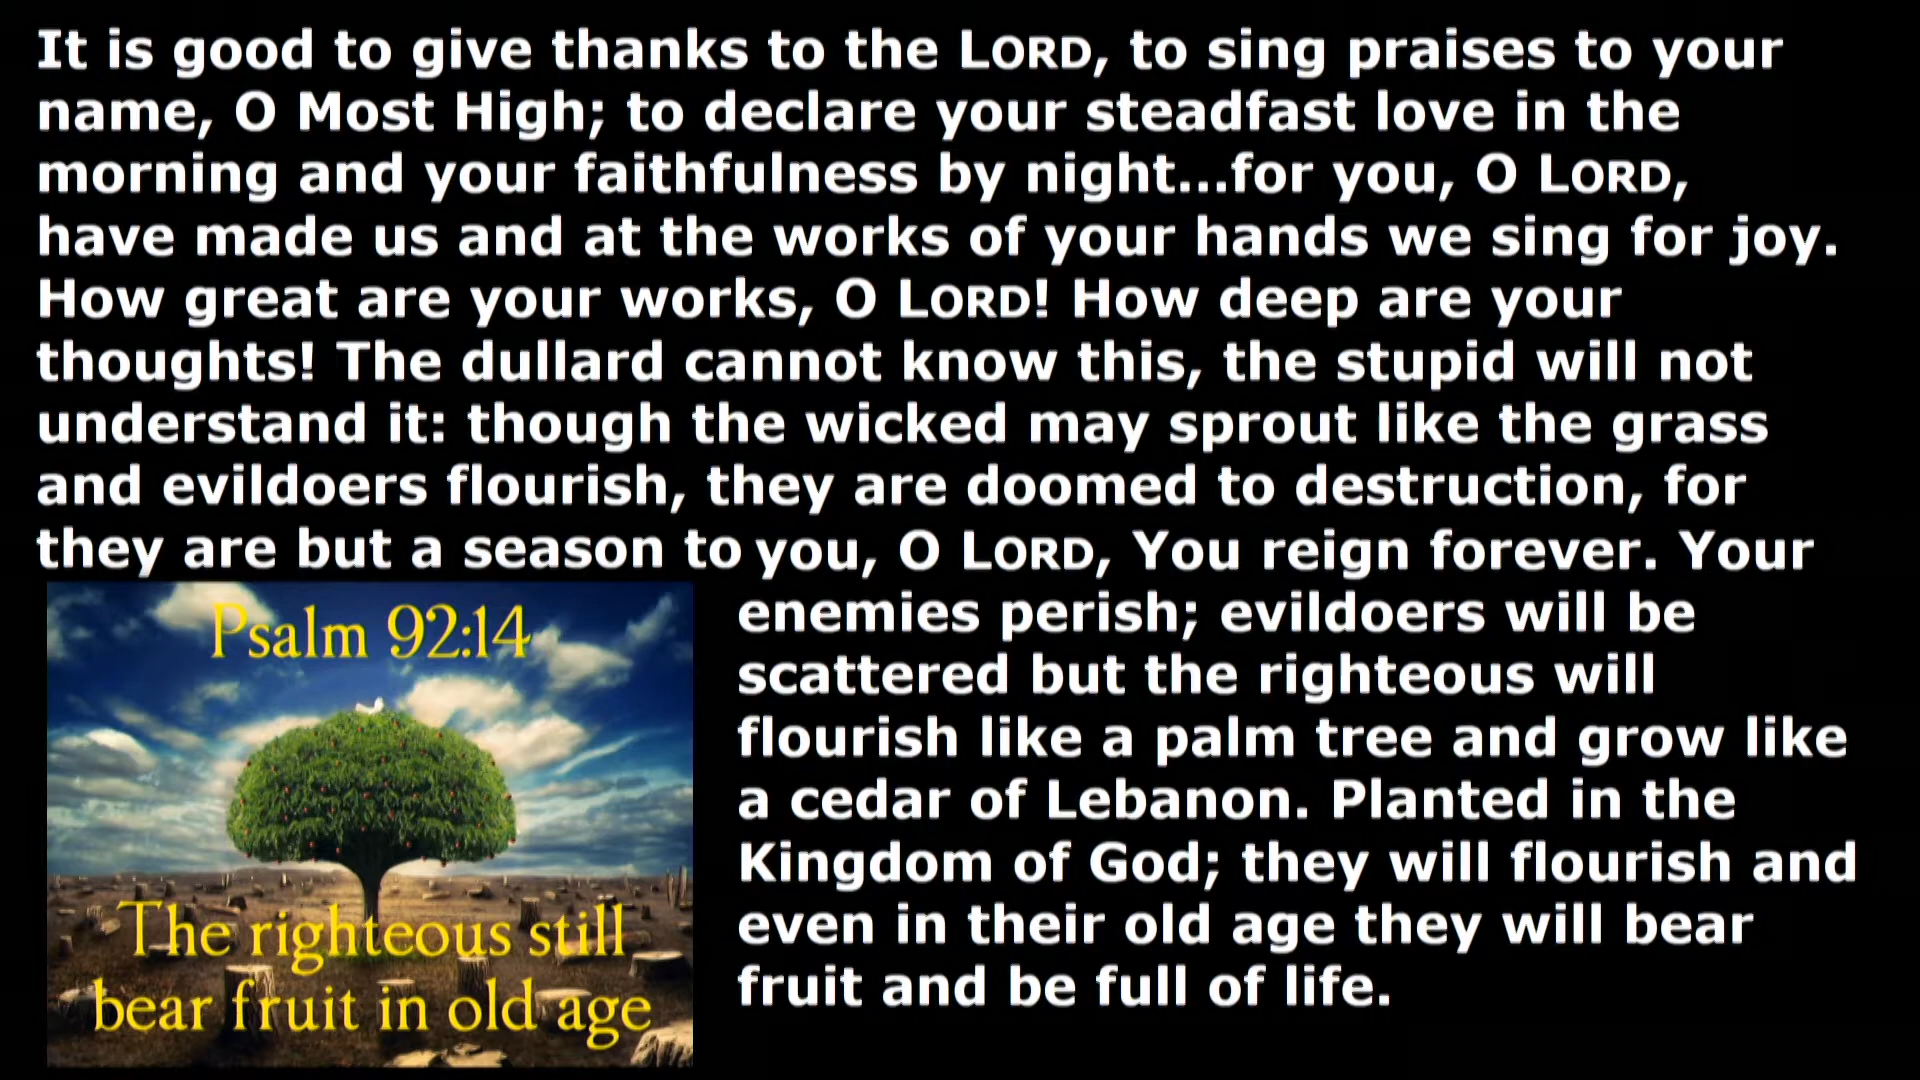 It is good to give thanks to the LORD, to sing praises to your
name, O Most High; to declare your steadfast love in the
morning and your faithfulness by night...for you, O LORD,
have made us and at the works of your hands we sing for joy.
How great are your works, O LORD! How deep are your
thoughts! The dullard cannot know this, the stupid will not
understand it: though the wicked may sprout like the grass
and evildoers flourish, they are doomed to destruction, for
they are but a season to you, O LORD, You reign forever. Your
enemies perish; evildoers will be
scattered but the righteous will
flourish like a palm tree and grow like
a cedar of Lebanon. Planted in the
Kingdom of God; they will flourish and
even in their old age they will bear
fruit and be full of life.
Psalm 92:14
The righteous still
bear fruit in old age